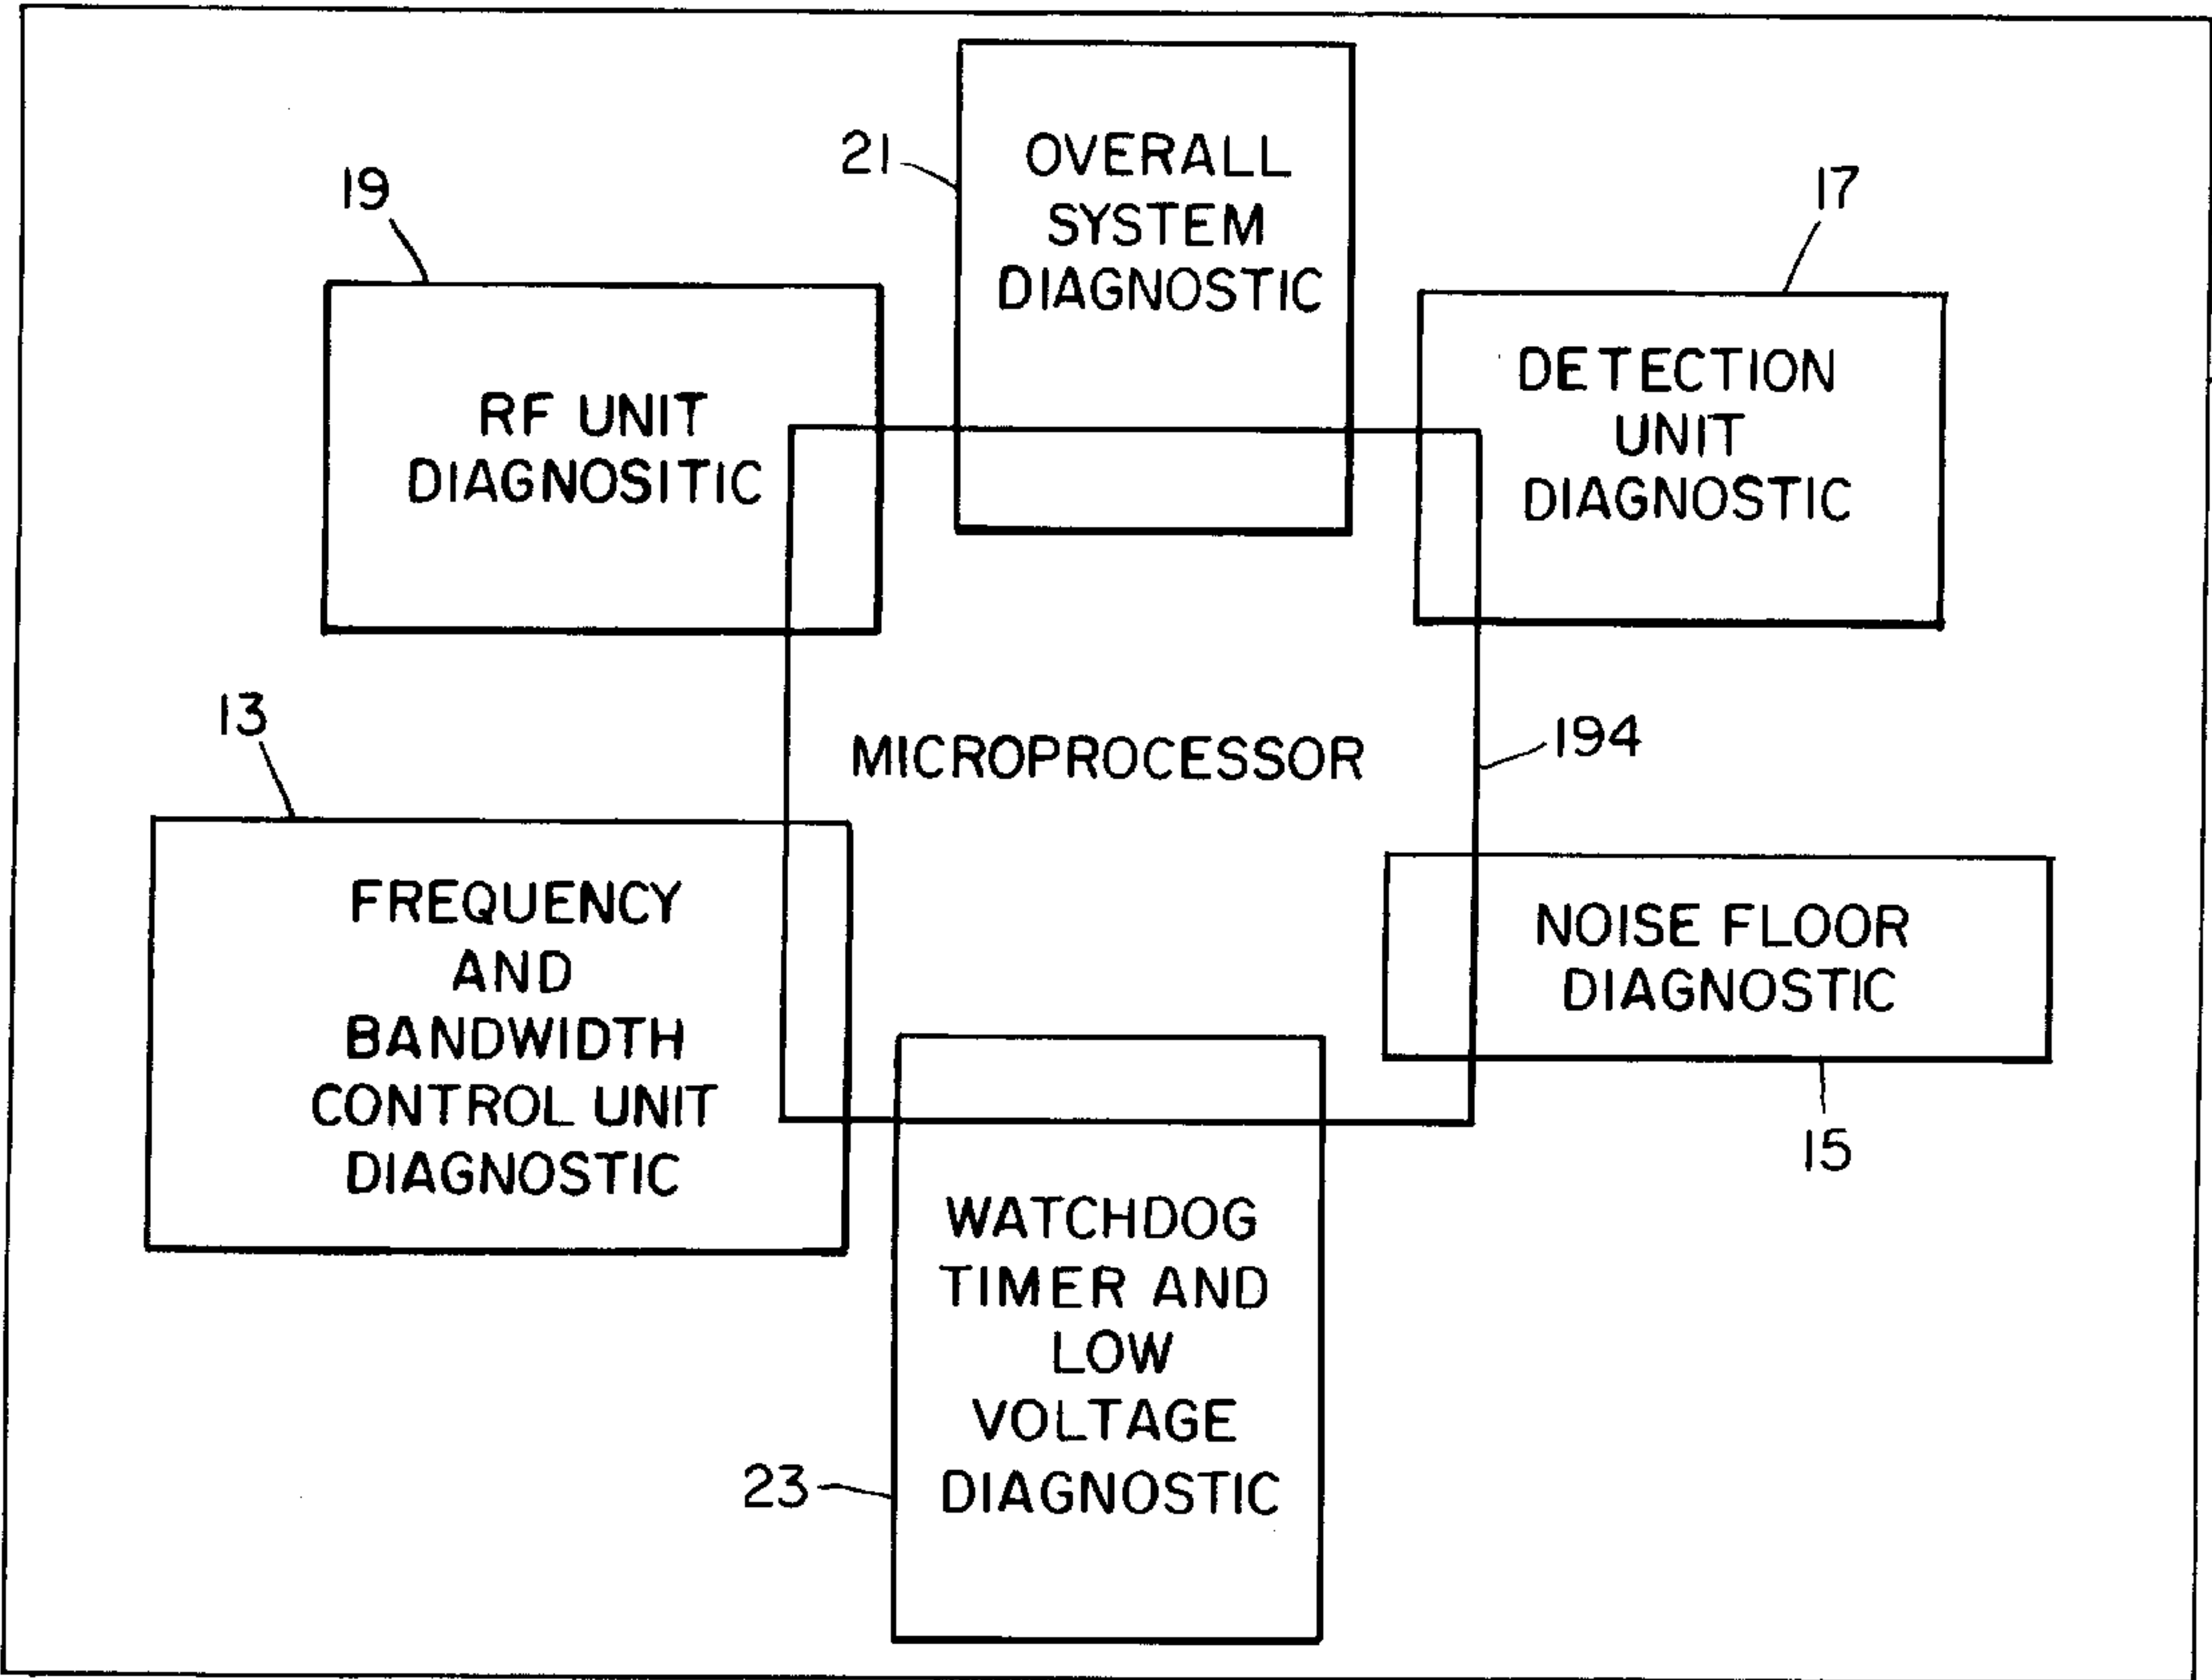 21
OVERALL
SYSTEM
DIAGNOSTIC
19
RF UNIT
DIAGNOSITIC
17
DETECTION
UNIT
DIAGNOSTIC
MICROPROCESSOR
194
13
FREQUENCY
AND
BANDWIDTH
CONTROL UNIT
DIAGNOSTIC
NOISE FLOOR
DIAGNOSTIC
15
WATCHDOG
TIMER AND
LOW
VOLTAGE
DIAGNOSTIC
23